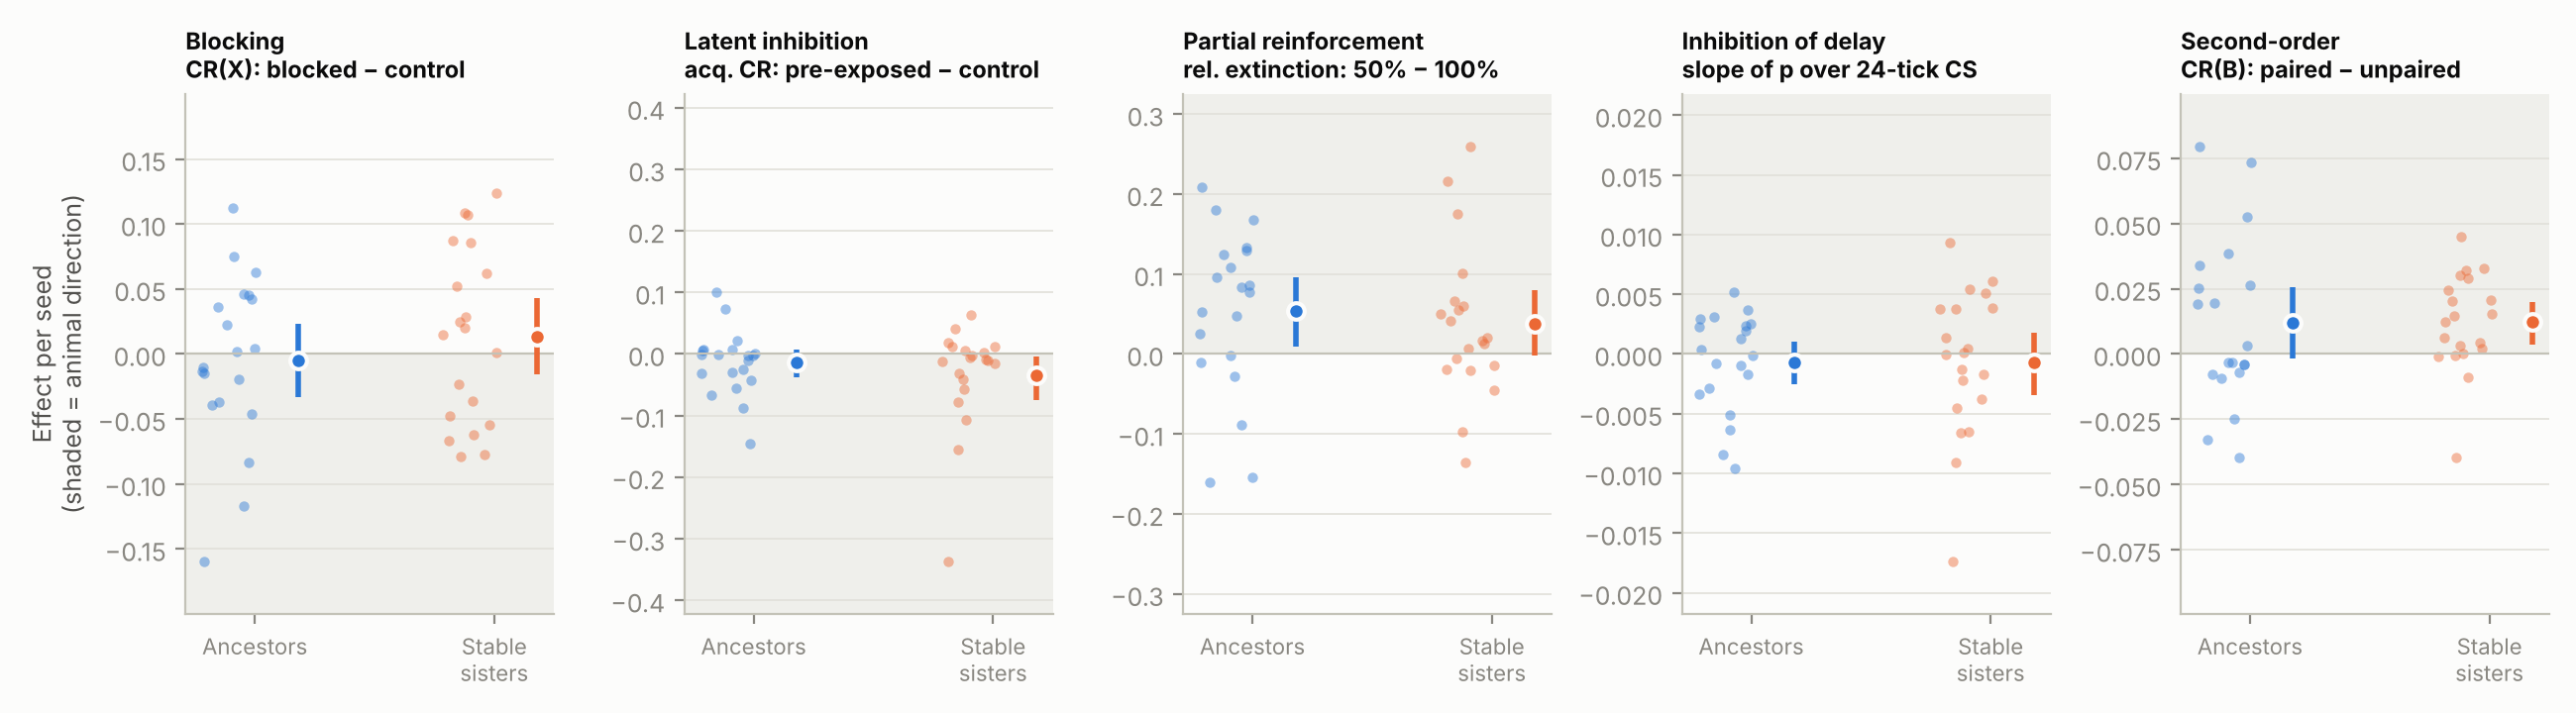 Blocking
CR(X): blocked − control
Latent inhibition
acq. CR: pre-exposed − control
Partial reinforcement
rel. extinction: 50% − 100%
Inhibition of delay
slope of p over 24-tick CS
Second-order
CR(B): paired − unpaired
Effect per seed
(shaded = animal direction)
0.15
0.10
0.05
0.00
−0.05
−0.10
−0.15
Ancestors
Stable
sisters
0.4
0.3
0.2
0.1
0.0
−0.1
−0.2
−0.3
−0.4
Ancestors
Stable
sisters
0.3
0.2
0.1
0.0
−0.1
−0.2
−0.3
Ancestors
Stable
sisters
0.020
0.015
0.010
0.005
0.000
−0.005
−0.010
−0.015
−0.020
Ancestors
Stable
sisters
0.075
0.050
0.025
0.000
−0.025
−0.050
−0.075
Ancestors
Stable
sisters